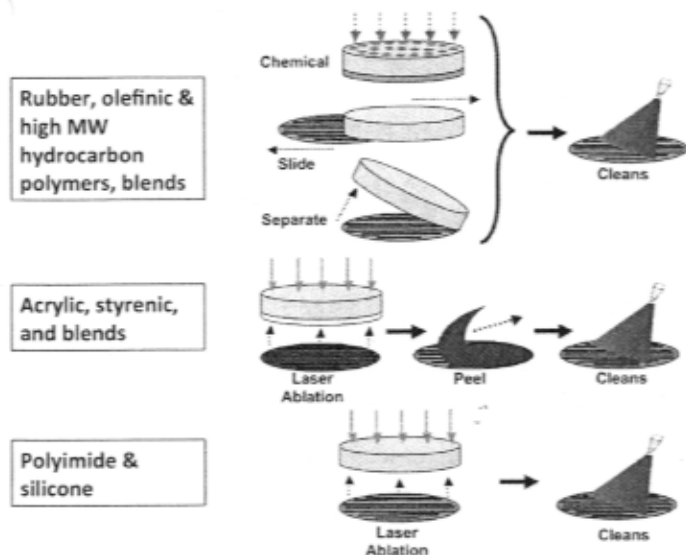 Rubber, olefinic &
high MW
hydrocarbon
polymers, blends
Chemical
Slide
Separate
Cleans
Acrylic, styrenic,
and blends
Laser
Ablation
Peel
Cleans
Polyimide &
silicone
Laser
Ablation
Cleans